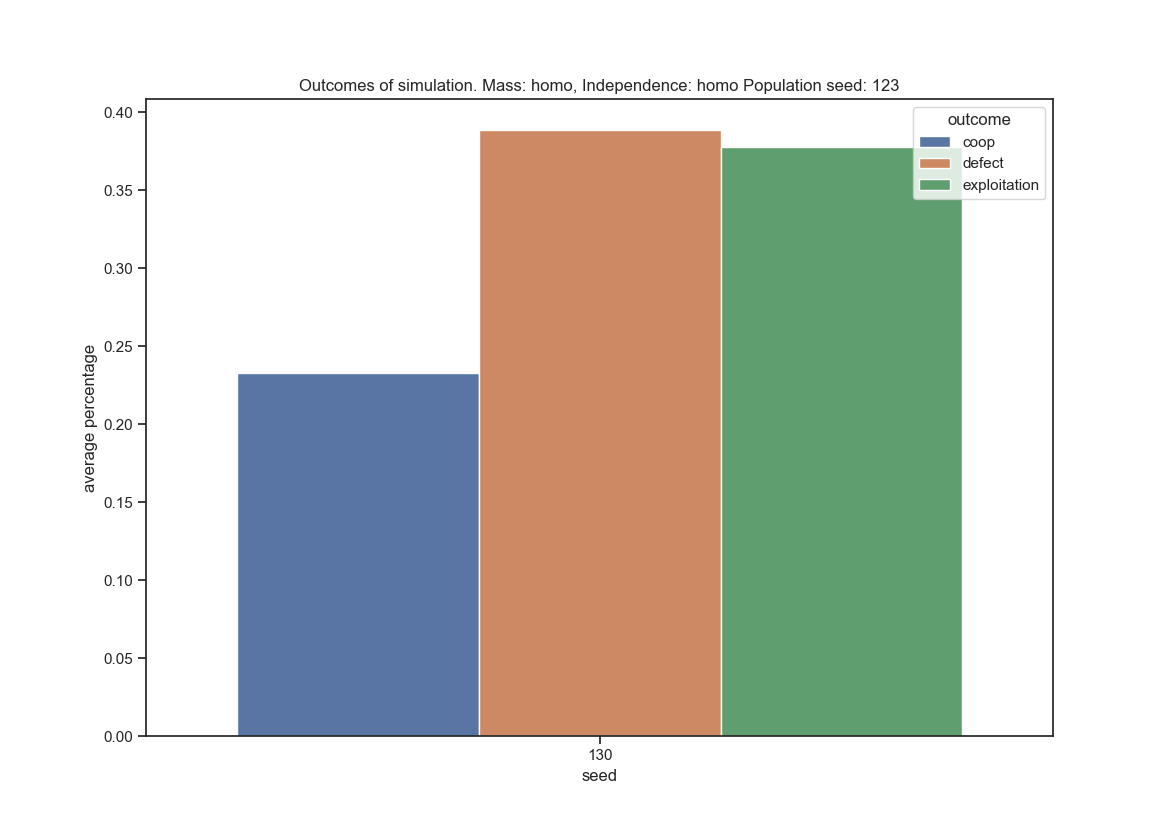 Outcomes of simulation. Mass: homo, Independence: homo Population seed: 123
outcome
coop
defect
exploitation
average percentage
0.40
0.35
0.30
0.25
0.20
0.15
0.10
0.05
0.00
130
seed